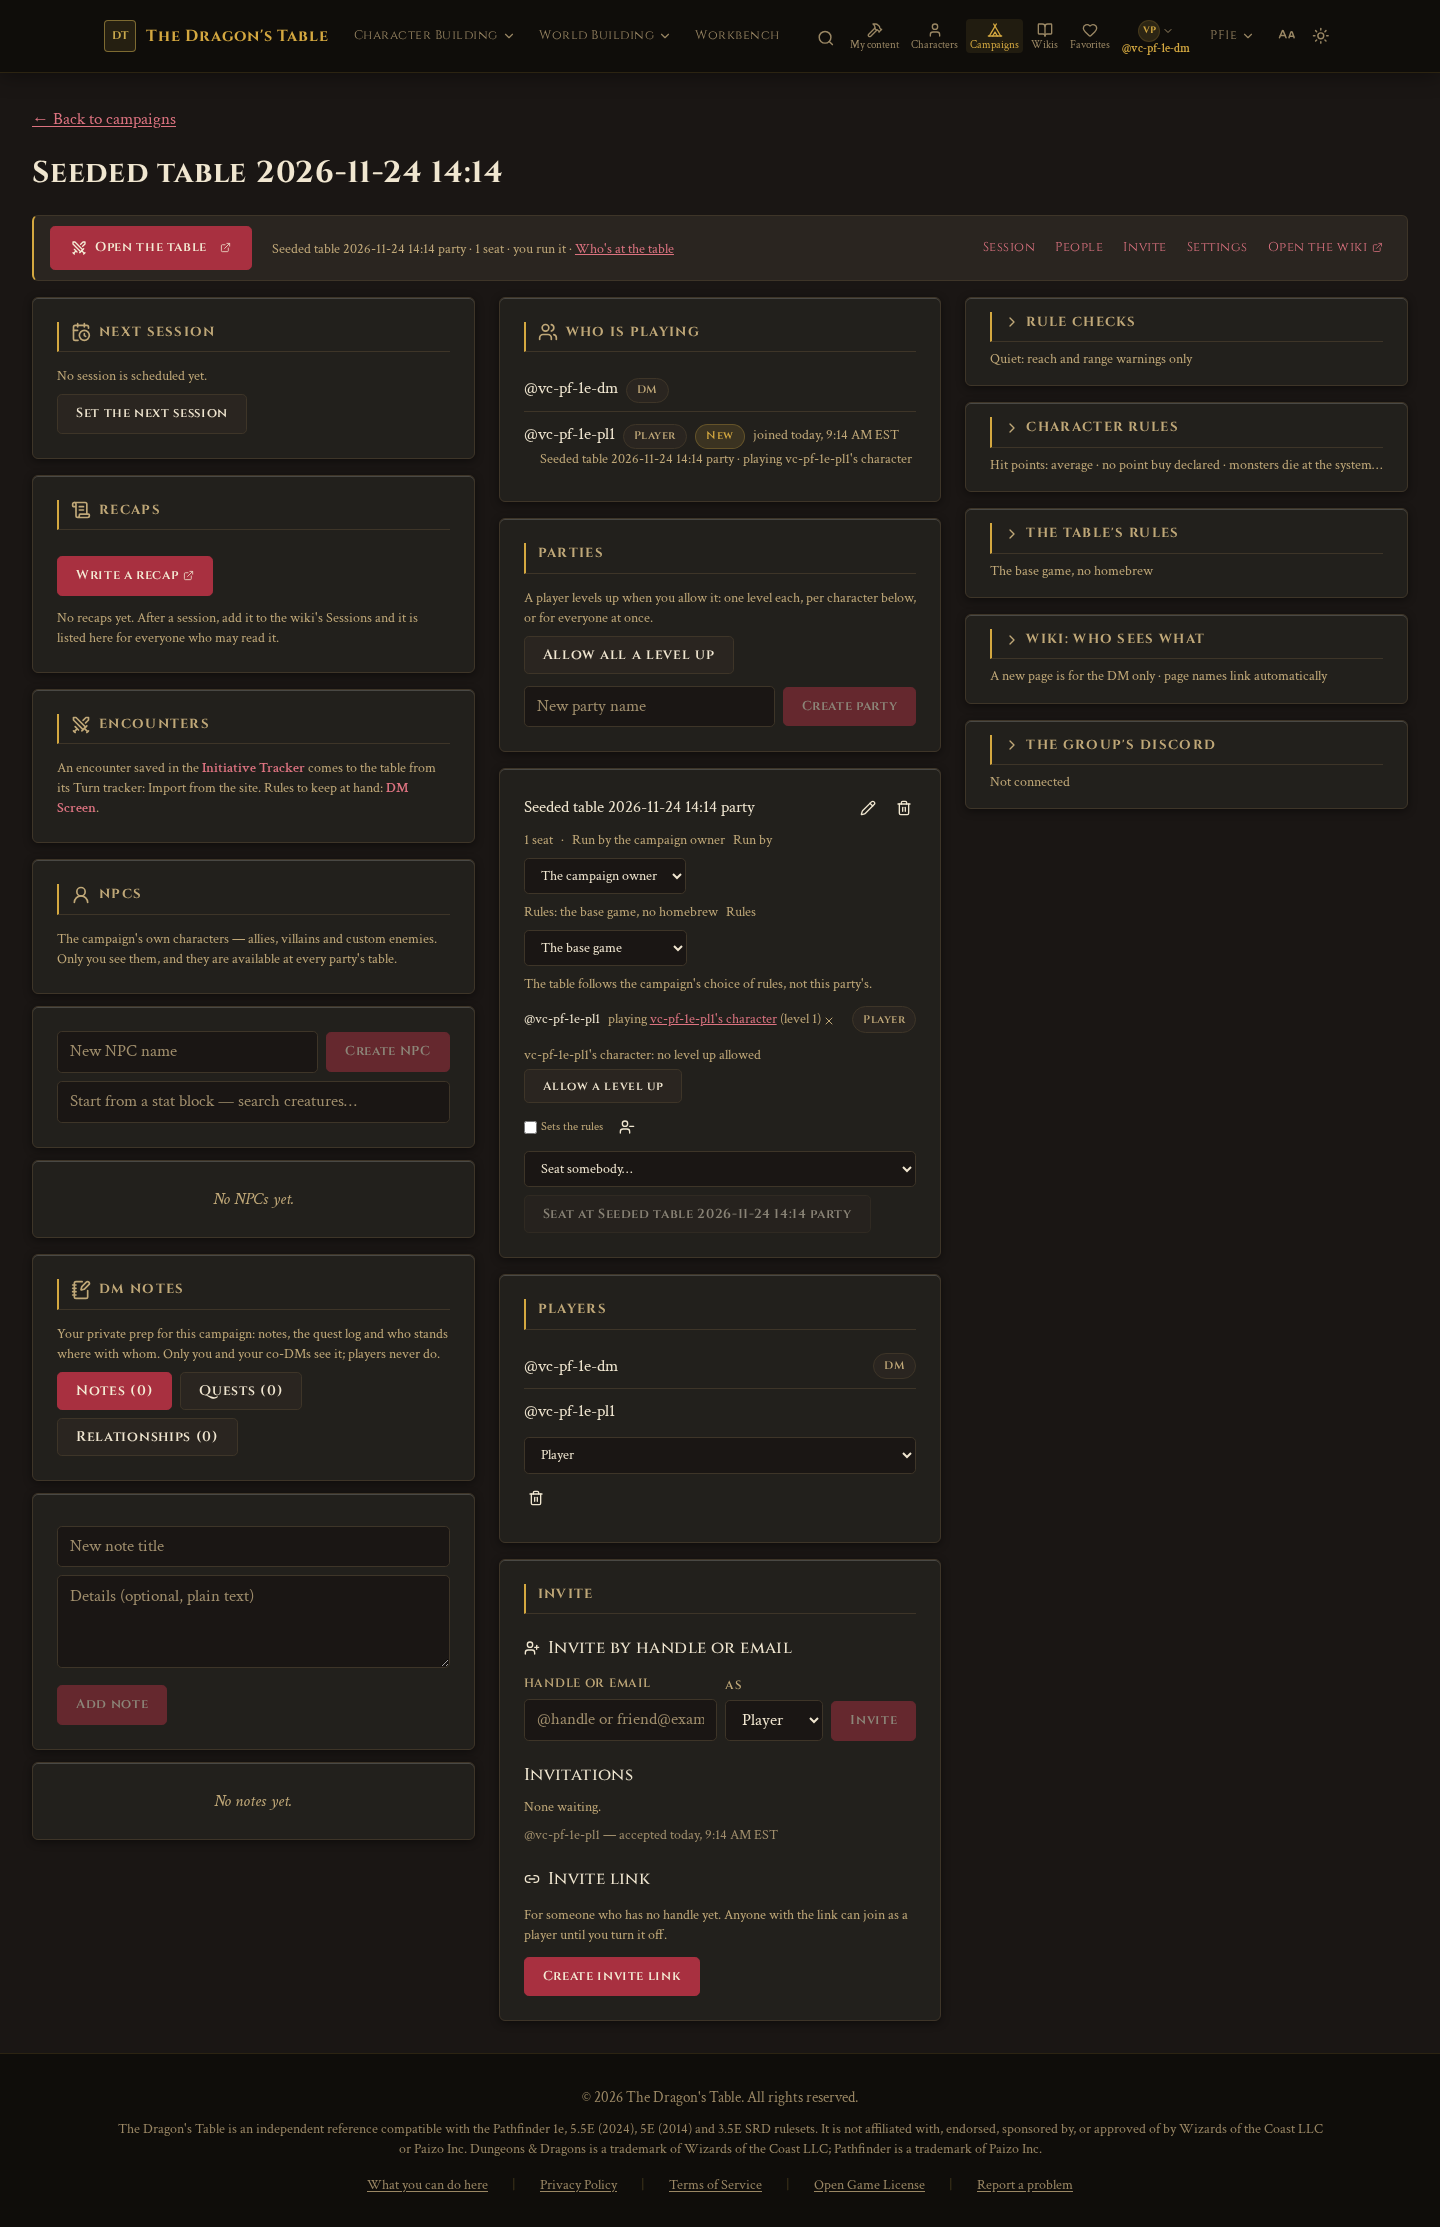 DT The Dragon's Table Character Building World Building Workbench My content Characters Campaigns Wikis Favorites VP @vc-pf-1e-dm PF1e AA
← Back to campaigns
Seeded table 2026-11-24 14:14
Open the table Seeded table 2026-11-24 14:14 party · 1 seat · you run it · Who's at the table Session People Invite Settings Open the wiki
Next session
No session is scheduled yet.
Set the next session
Recaps
Write a recap
No recaps yet. After a session, add it to the wiki's Sessions and it is
listed here for everyone who may read it.
Encounters
An encounter saved in the Initiative Tracker comes to the table from
its Turn tracker: Import from the site. Rules to keep at hand: DM
Screen.
NPCs
The campaign's own characters — allies, villains and custom enemies.
Only you see them, and they are available at every party's table.
New NPC name Create NPC
Start from a stat block — search creatures…
No NPCs yet.
DM notes
Your private prep for this campaign: notes, the quest log and who stands
where with whom. Only you and your co-DMs see it; players never do.
Notes (0) Quests (0)
Relationships (0)
New note title
Details (optional, plain text)
Add note
No notes yet.
Who is playing
@vc-pf-1e-dm DM
@vc-pf-1e-pl1 Player New joined today, 9:14 AM EST
Seeded table 2026-11-24 14:14 party · playing vc-pf-1e-pl1's character
Parties
A player levels up when you allow it: one level each, per character below,
or for everyone at once.
Allow all a level up
New party name Create party
Seeded table 2026-11-24 14:14 party
1 seat · Run by the campaign owner Run by
The campaign owner
Rules: the base game, no homebrew Rules
The base game
The table follows the campaign's choice of rules, not this party's.
@vc-pf-1e-pl1 playing vc-pf-1e-pl1's character (level 1) × Player
vc-pf-1e-pl1's character: no level up allowed
Allow a level up
Sets the rules
Seat somebody…
Seat at Seeded table 2026-11-24 14:14 party
Players
@vc-pf-1e-dm DM
@vc-pf-1e-pl1
Player
Invite
Invite by handle or email
Handle or email As
@handle or friend@exam Player Invite
Invitations
None waiting.
@vc-pf-1e-pl1 — accepted today, 9:14 AM EST
Invite link
For someone who has no handle yet. Anyone with the link can join as a
player until you turn it off.
Create invite link
Rule checks
Quiet: reach and range warnings only
Character rules
Hit points: average · no point buy declared · monsters die at the system…
The table's rules
The base game, no homebrew
Wiki: who sees what
A new page is for the DM only · page names link automatically
The group's Discord
Not connected
© 2026 The Dragon's Table. All rights reserved.
The Dragon's Table is an independent reference compatible with the Pathfinder 1e, 5.5E (2024), 5E (2014) and 3.5E SRD rulesets. It is not affiliated with, endorsed, sponsored by, or approved of by Wizards of the Coast LLC
or Paizo Inc. Dungeons & Dragons is a trademark of Wizards of the Coast LLC; Pathfinder is a trademark of Paizo Inc.
What you can do here | Privacy Policy | Terms of Service | Open Game License | Report a problem